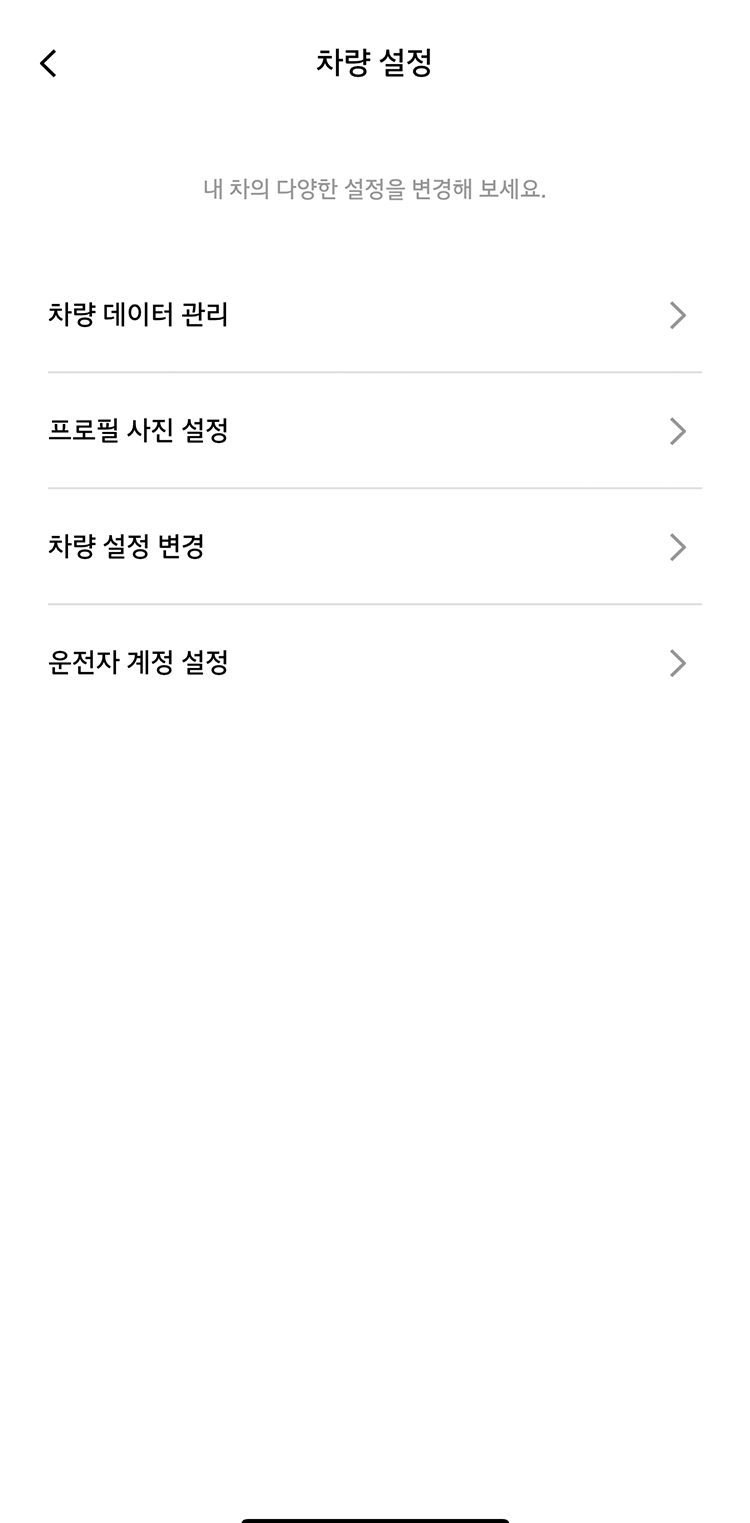 차량 설정
내 차의 다양한 설정을 변경해 보세요.
차량 데이터 관리
프로필 사진 설정
차량 설정 변경
운전자 계정 설정